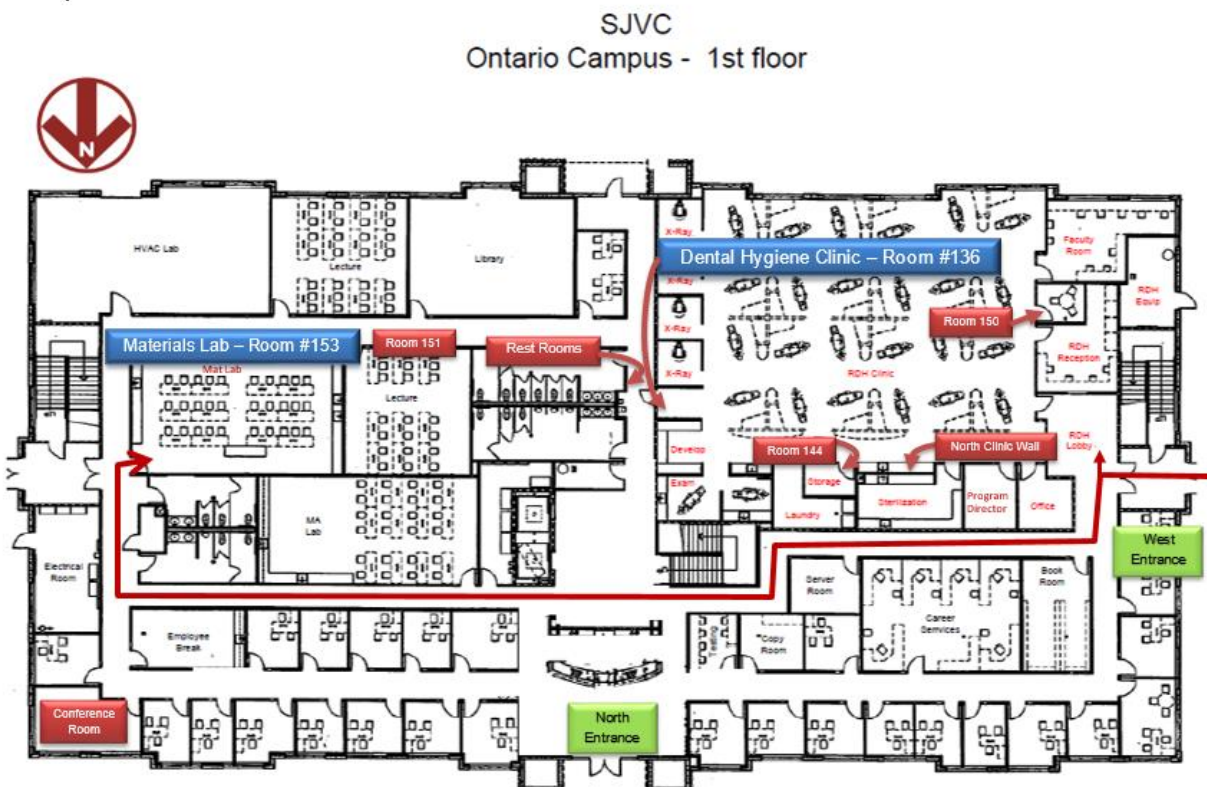 SJVC
Ontario Campus - 1st floor
N
HVAC Lab
Lecture
Library
X-Ray
Dental Hygiene Clinic – Room #136
Faculty
Room
RDH
Equip
X-Ray
Room 150
Materials Lab – Room #153
Room 151
Rest Rooms
Mat Lab
Lecture
X-Ray
RDH Clinic
RDH
Reception
Develop
Room 144
North Clinic Wall
RDH
Lobby
Exam
Storage
Sterilization
Program
Director
Office
Laundry
MA
Lab
Electrical
Room
West
Entrance
Server
Room
Book
Room
Career
Serrvices
Employee
Break
Testing
Copy
Room
Conference
Room
North
Entrance